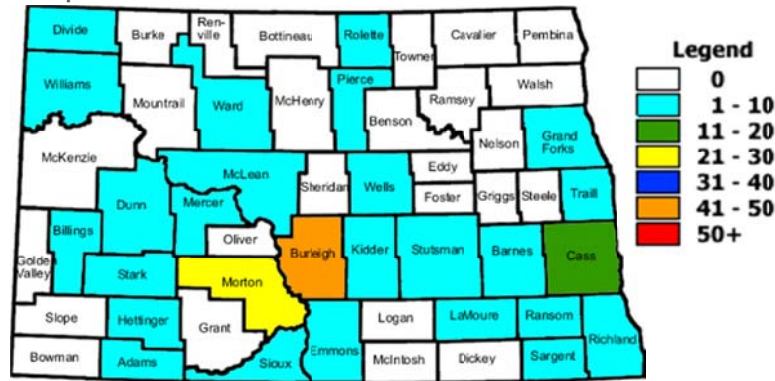 Divide
Burke
Ren-
ville
Bottineau
Rolette
Towner
Cavalier
Pembina
Williams
Mountrail
Ward
McHenry
Pierce
Benson
Ramsey
Walsh
McKenzie
McLean
Sheridan
Wells
Eddy
Foster
Nelson
Grand
Forks
Griggs
Steele
Traill
Dunn
Mercer
Oliver
Billings
Golden
Valley
Stark
Morton
Burleigh
Kidder
Stutsman
Barnes
Cass
Slope
Hettinger
Grant
Logan
LaMoure
Ransom
Richland
Bowman
Adams
Sioux
Emmons
McIntosh
Dickey
Sargent
Legend
0
1 - 10
11 - 20
21 - 30
31 - 40
41 - 50
50+